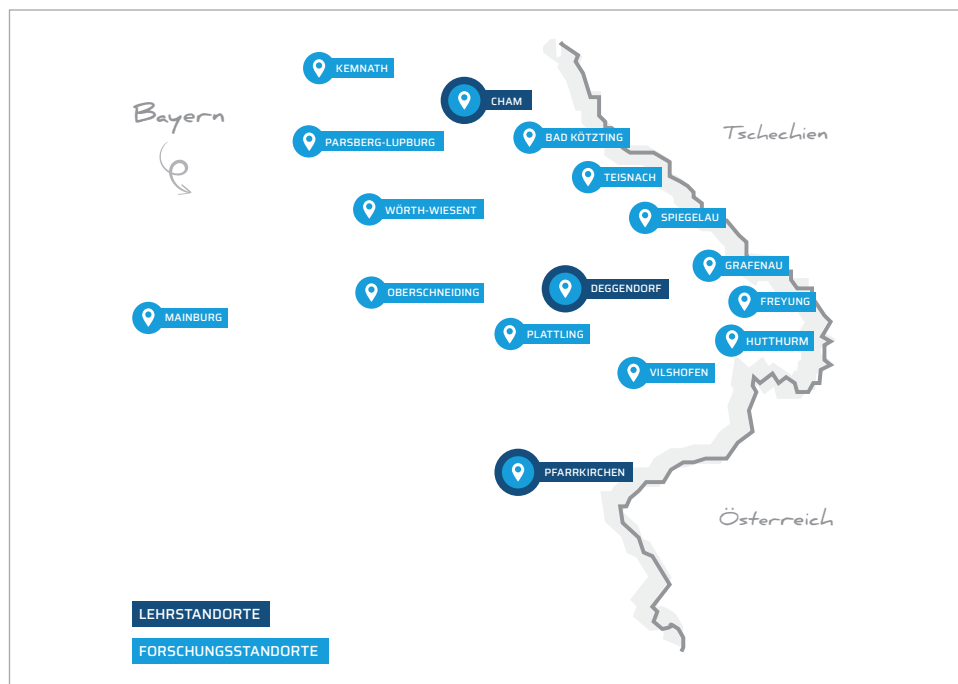 KEMNATH
CHAM
Bayern
Tschechien
BAD KÖTZTING
PARSBERG-LUPBURG
TEISNACH
WÖRTH-WIESENT
SPIEGELAU
GRAFENAU
DEGGENDORF
OBERSCHNEIDING
FREYUNG
MAINBURG
PLATTLING
HUTTHURM
VILSHOFEN
PFARRKIRCHEN
Österreich
LEHRSTANDORTE
FORSCHUNGSSTANDORTE